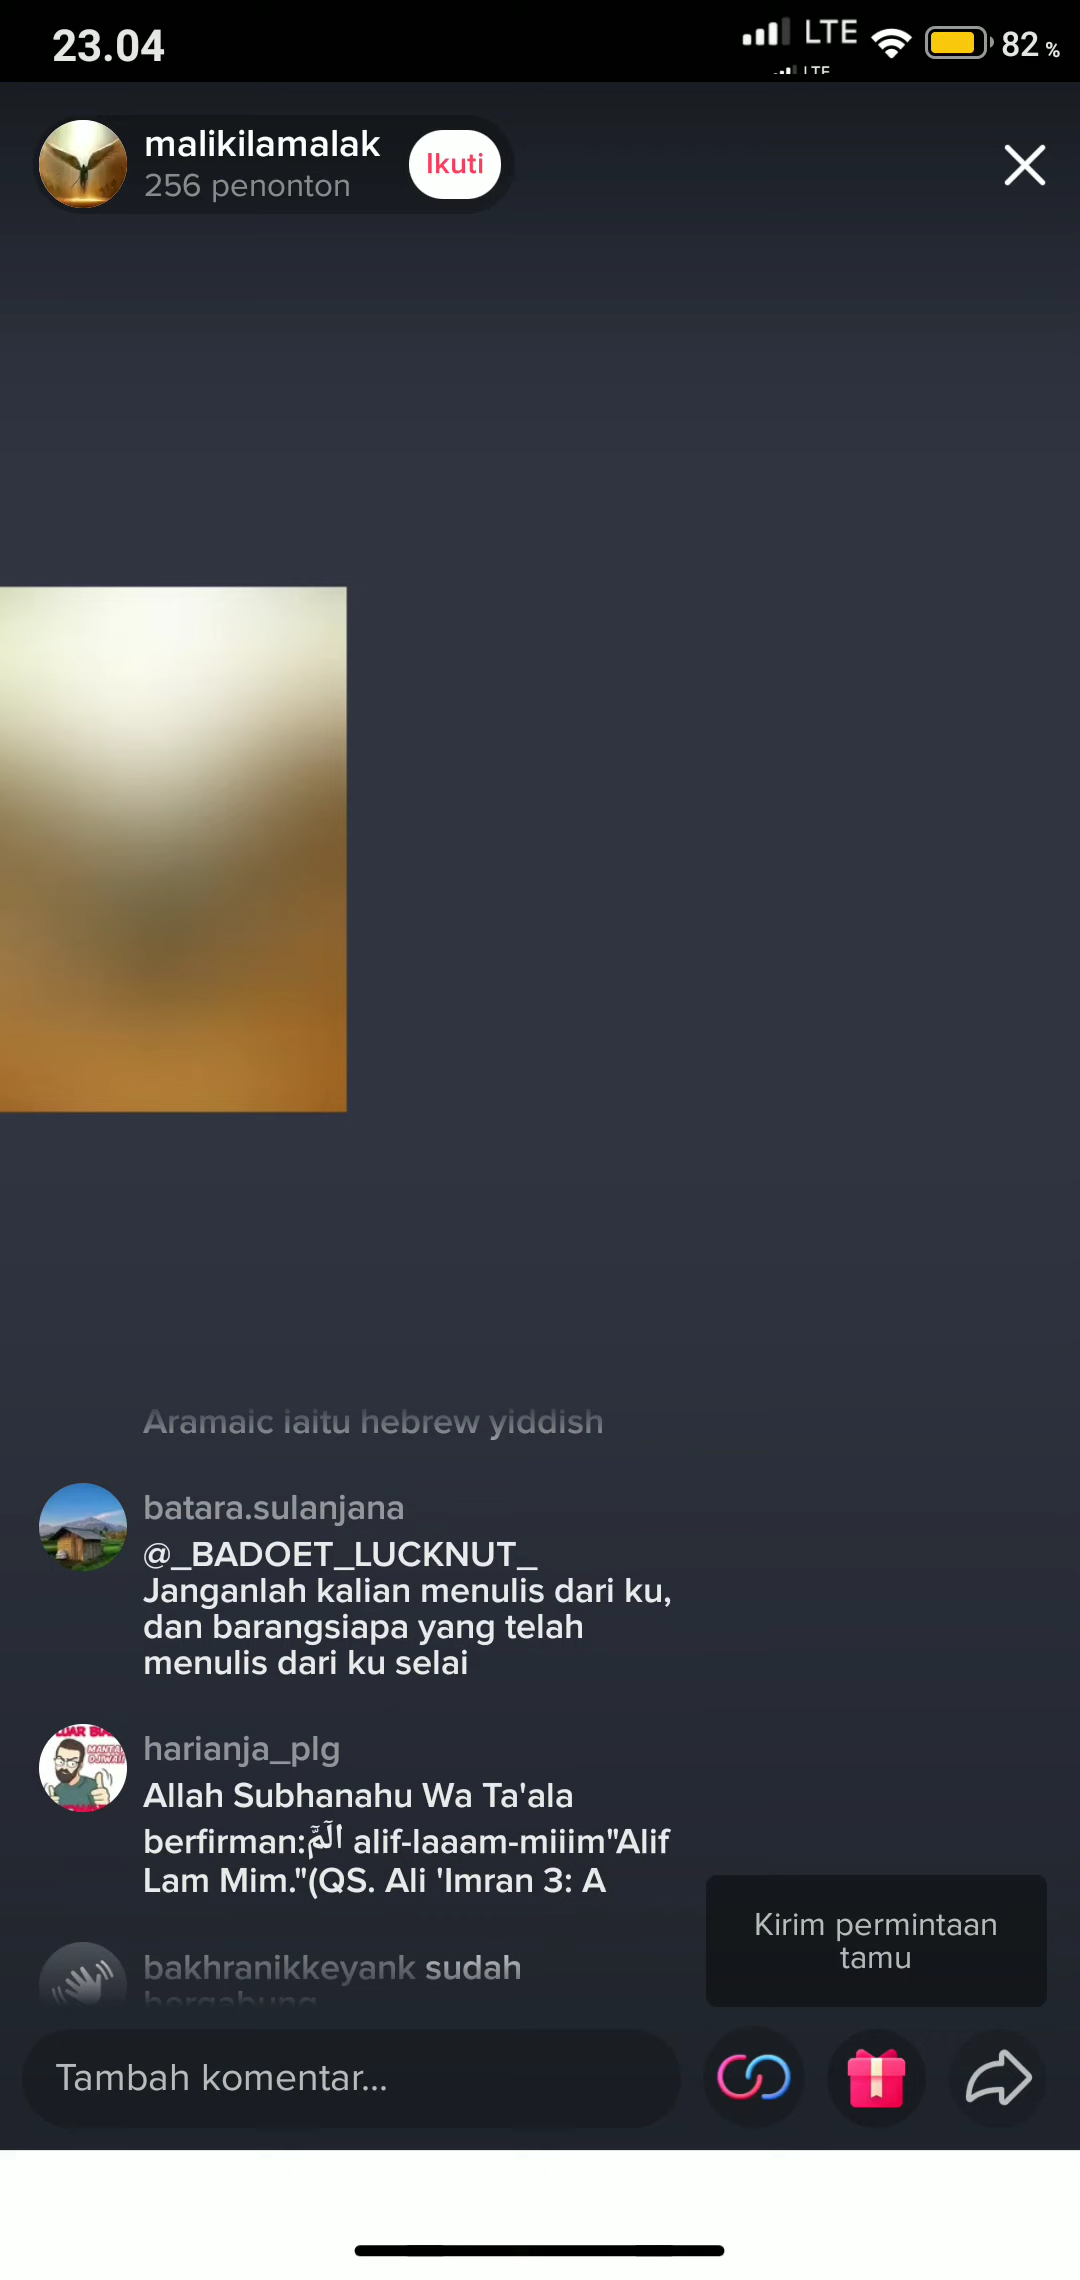 23.04
LTE
82 %
malikilamalak
256 penonton
Ikuti
Aramaic iaitu hebrew yiddish
batara.sulanjana
@_BADOET_LUCKNUT_
Janganlah kalian menulis dari ku,
dan barangsiapa yang telah
menulis dari ku selai
harianja_plg
Allah Subhanahu Wa Ta'ala
berfirman:الٓمَّٓ alif-laaam-miiim"Alif
Lam Mim."(QS. Ali 'Imran 3: A
bakhranikkeyank sudah
bergabung
Kirim permintaan
tamu
Tambah komentar...